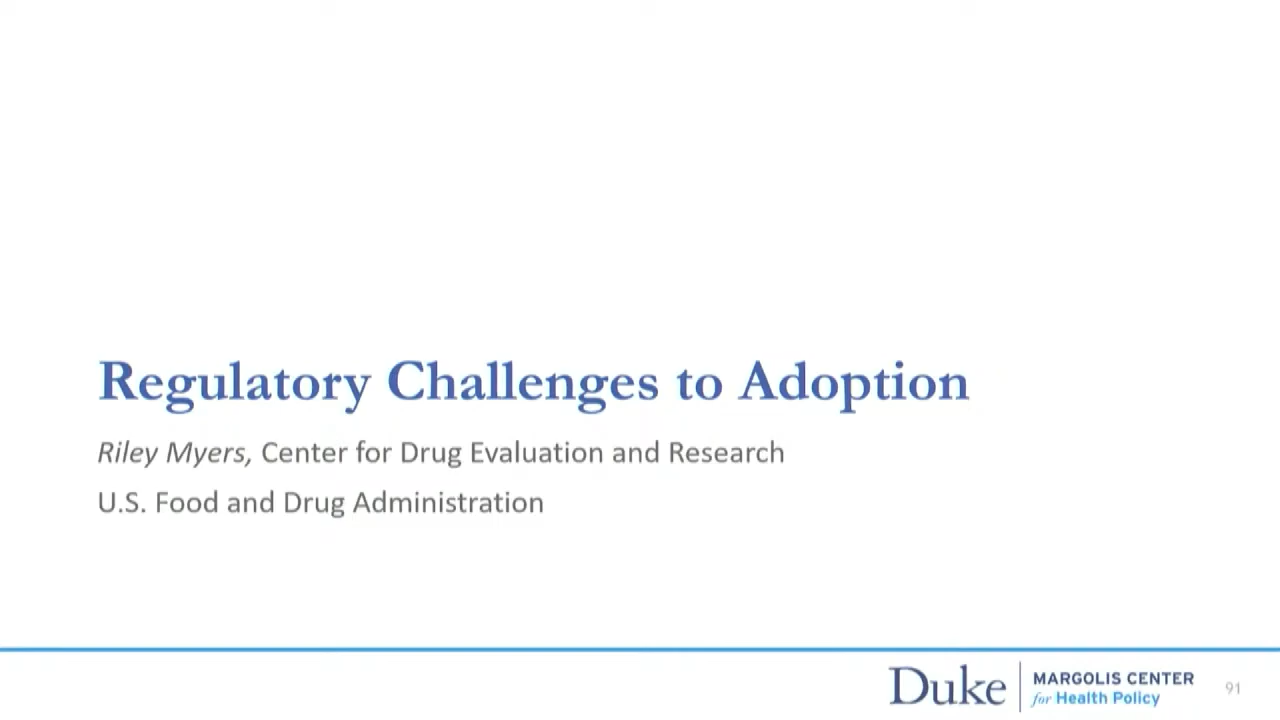 Regulatory Challenges to Adoption
Riley Myers, Center for Drug Evaluation and Research
U.S. Food and Drug Administration
Duke
MARGOLIS CENTER
for Health Policy
91